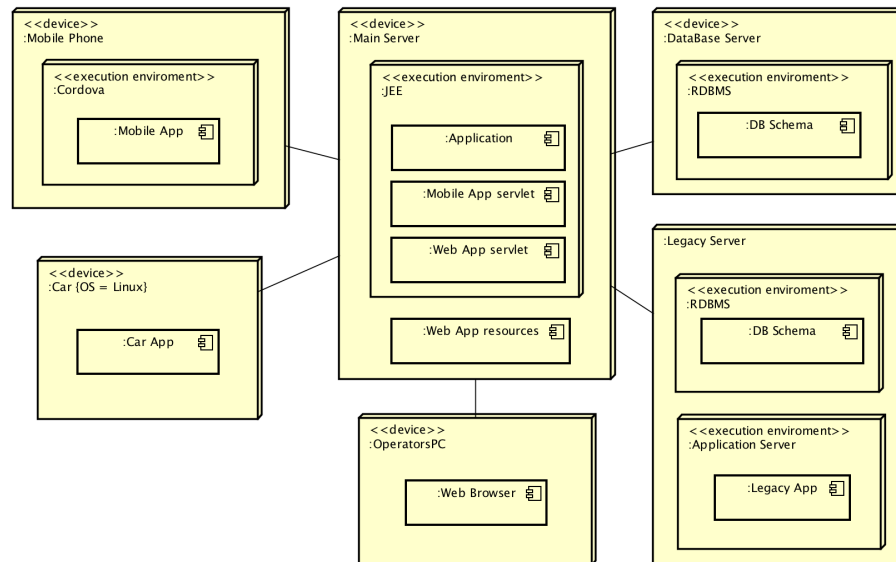 <<device>>
:Mobile Phone
<<execution enviroment>>
:Cordova
:Mobile App
<<device>>
:Car {OS = Linux}
:Car App
<<device>>
:Main Server
<<execution enviroment>>
:JEE
:Application
:Mobile App servlet
:Web App servlet
:Web App resources
<<device>>
:OperatorsPC
:Web Browser
<<device>>
:DataBase Server
<<execution enviroment>>
:RDBMS
:DB Schema
:Legacy Server
<<execution enviroment>>
:RDBMS
:DB Schema
<<execution enviroment>>
:Application Server
:Legacy App